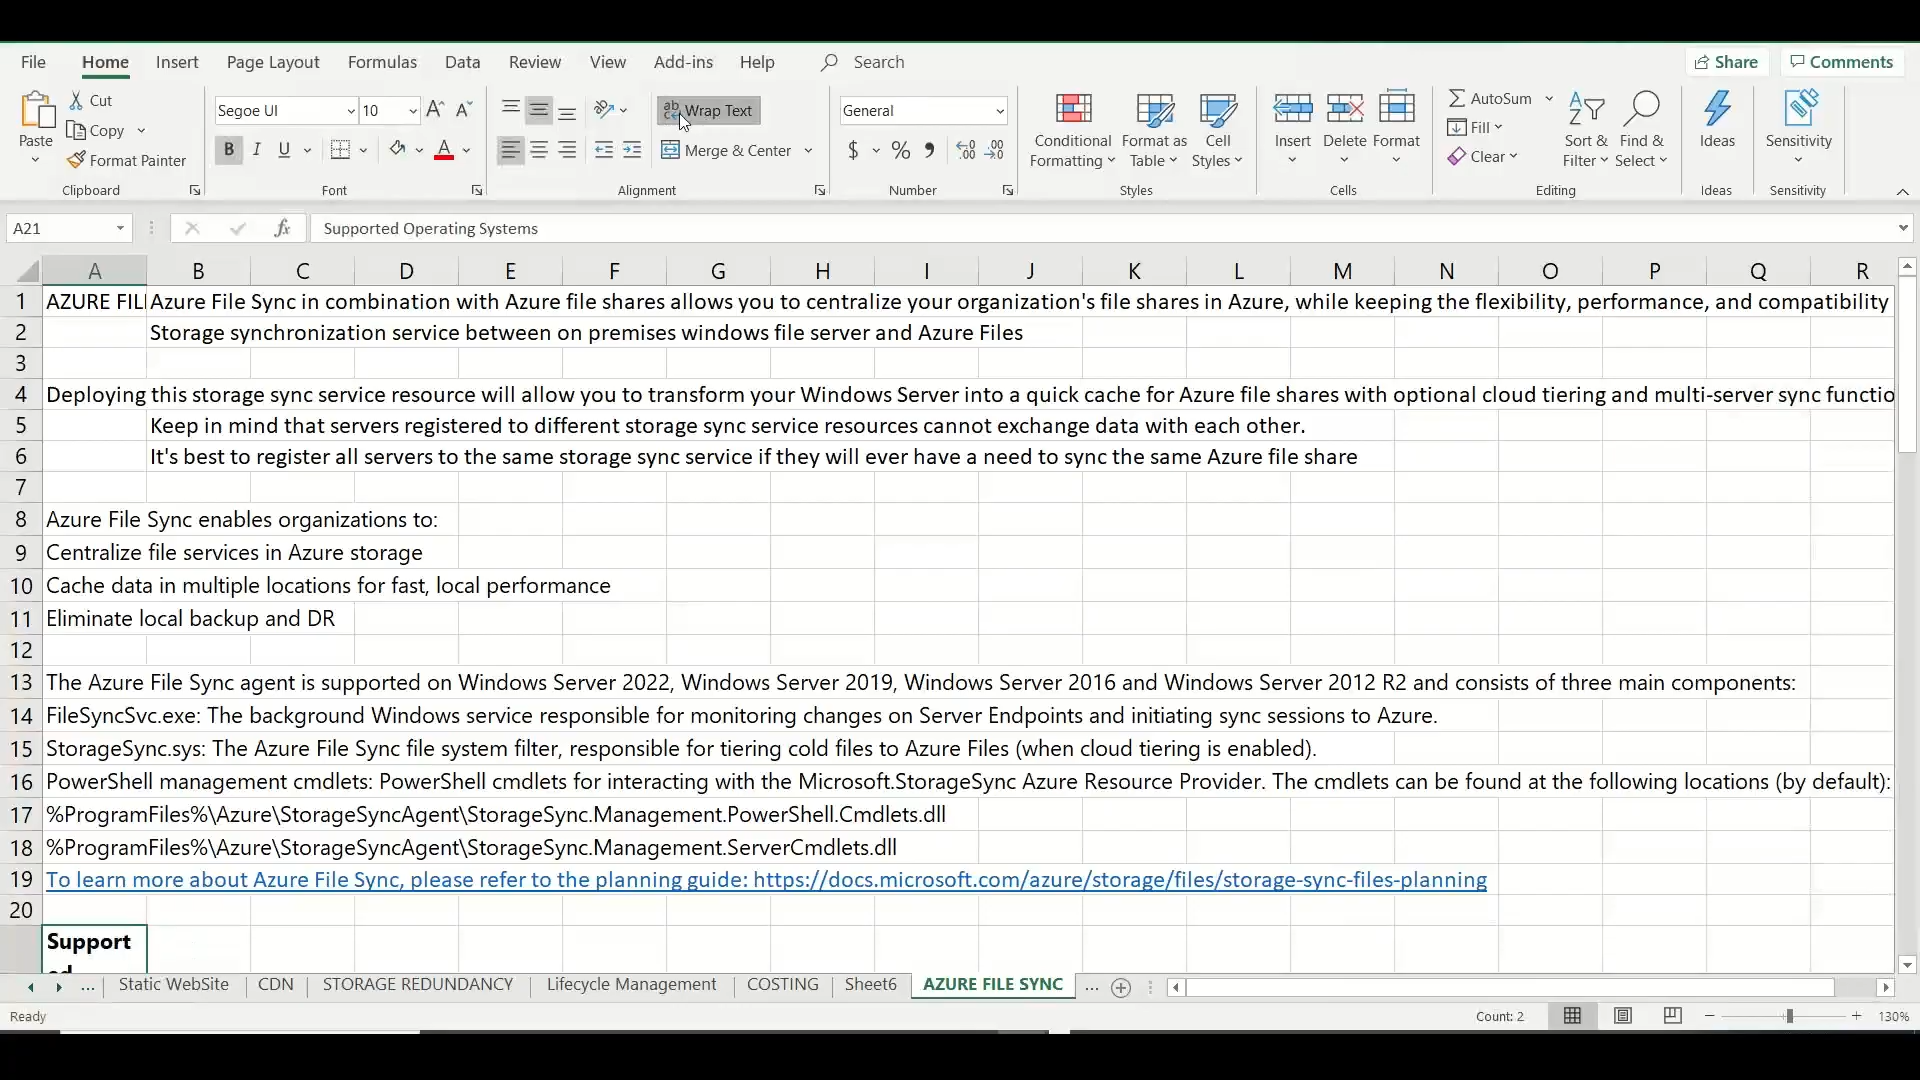 File Home Insert Page Layout Formulas Data Review View Add-ins Help Search Share Comments
Paste Cut Copy Format Painter Clipboard
Segoe UI 10 B I U A Font
Wrap Text Merge & Center Alignment
General $ % Number
Conditional Formatting Format as Table Cell Styles Styles
Insert Delete Format Cells
AutoSum Fill Clear Sort & Filter Find & Select Editing
Ideas Ideas
Sensitivity Sensitivity
A21 fx Supported Operating Systems
A B C D E F G H I J K L M N O P Q R
1 AZURE FIL Azure File Sync in combination with Azure file shares allows you to centralize your organization's file shares in Azure, while keeping the flexibility, performance, and compatibility
2 Storage synchronization service between on premises windows file server and Azure Files
3
4 Deploying this storage sync service resource will allow you to transform your Windows Server into a quick cache for Azure file shares with optional cloud tiering and multi-server sync functio
5 Keep in mind that servers registered to different storage sync service resources cannot exchange data with each other.
6 It's best to register all servers to the same storage sync service if they will ever have a need to sync the same Azure file share
7
8 Azure File Sync enables organizations to:
9 Centralize file services in Azure storage
10 Cache data in multiple locations for fast, local performance
11 Eliminate local backup and DR
12
13 The Azure File Sync agent is supported on Windows Server 2022, Windows Server 2019, Windows Server 2016 and Windows Server 2012 R2 and consists of three main components:
14 FileSyncSvc.exe: The background Windows service responsible for monitoring changes on Server Endpoints and initiating sync sessions to Azure.
15 StorageSync.sys: The Azure File Sync file system filter, responsible for tiering cold files to Azure Files (when cloud tiering is enabled).
16 PowerShell management cmdlets: PowerShell cmdlets for interacting with the Microsoft.StorageSync Azure Resource Provider. The cmdlets can be found at the following locations (by default):
17 %ProgramFiles%\Azure\StorageSyncAgent\StorageSync.Management.PowerShell.Cmdlets.dll
18 %ProgramFiles%\Azure\StorageSyncAgent\StorageSync.Management.ServerCmdlets.dll
19 To learn more about Azure File Sync, please refer to the planning guide: https://docs.microsoft.com/azure/storage/files/storage-sync-files-planning
20
Support
ed
... Static WebSite CDN STORAGE REDUNDANCY Lifecycle Management COSTING Sheet6 AZURE FILE SYNC ...
Ready Count: 2 130%